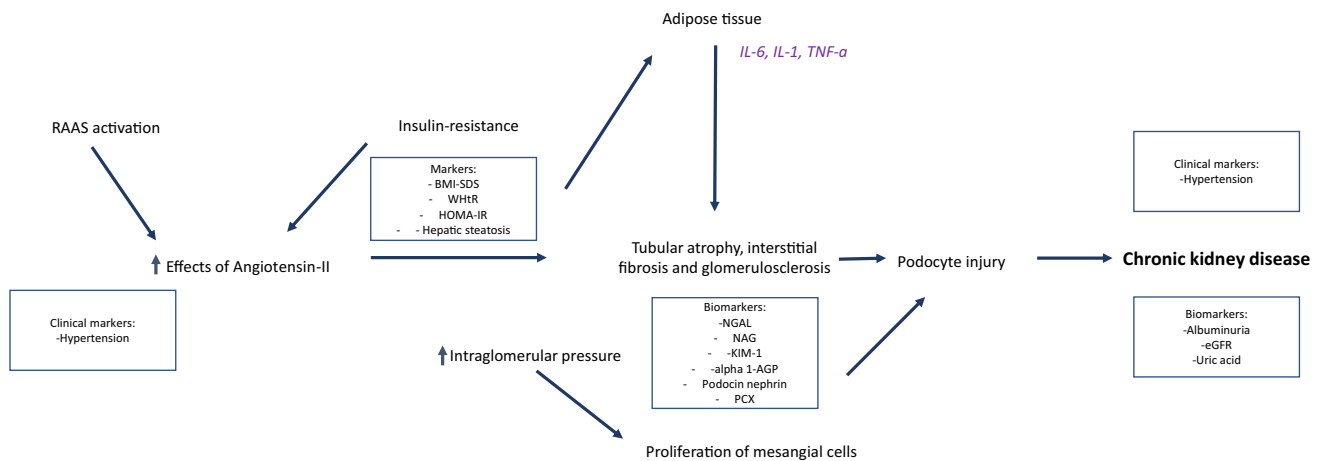 Adipose tissue
IL-6, IL-1, TNF-α
RAAS activation
Insulin-resistance
Markers:
- BMI-SDS
- WHtR
- HOMA-IR
- - Hepatic steatosis
Effects of Angiotensin-II
Clinical markers:
-Hypertension
Tubular atrophy, interstitial
fibrosis and glomerulosclerosis
Biomarkers:
-NGAL
- NAG
- -KIM-1
- -alpha 1-AGP
- Podocin nephrin
- PCX
Intraglomerular pressure
Proliferation of mesangial cells
Podocyte injury
Clinical markers:
-Hypertension
Chronic kidney disease
Biomarkers:
-Albuminuria
-eGFR
-Uric acid